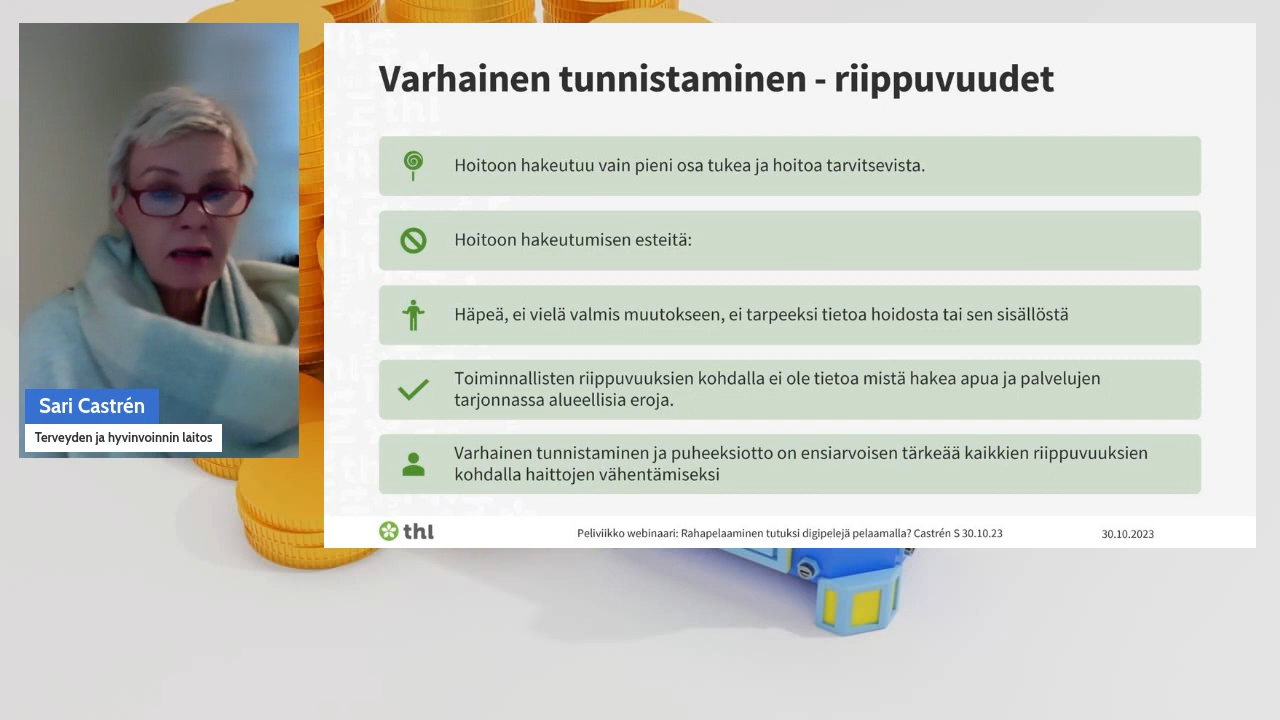 Varhainen tunnistaminen - riippuvuudet
Hoitoon hakeutuu vain pieni osa tukea ja hoitoa tarvitsevista.
Hoitoon hakeutumisen esteitä:
Häpeä, ei vielä valmis muutokseen, ei tarpeeksi tietoa hoidosta tai sen sisällöstä
Toiminnallisten riippuvuuksien kohdalla ei ole tietoa mistä hakea apua ja palvelujen
tarjonnassa alueellisia eroja.
Varhainen tunnistaminen ja puheeksiotto on ensiarvoisen tärkeää kaikkien riippuvuuksien
kohdalla haittojen vähentämiseksi
Sari Castrén
Terveyden ja hyvinvoinnin laitos
thl
Peliviikko webinaari: Rahapelaaminen tutuksi digipelejä pelaamalla? Castrén S 30.10.23
30.10.2023